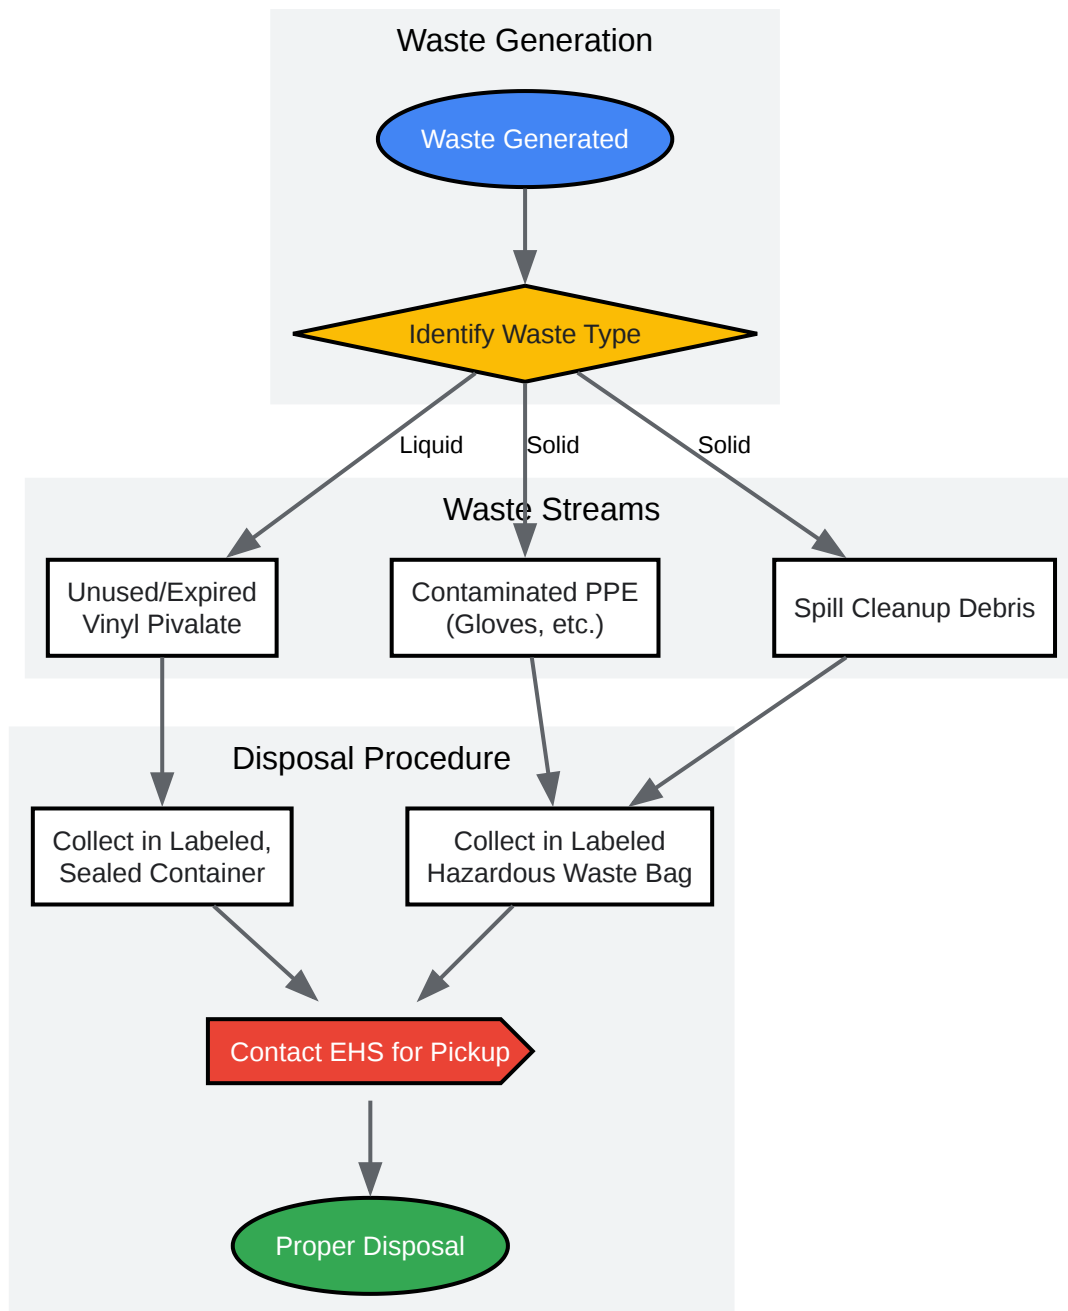 Waste Generation
Waste Generated
Identify Waste Type
Liquid
Solid
Solid
Waste Streams
Unused/Expired
Vinyl Pivalate
Contaminated PPE
(Gloves, etc.)
Spill Cleanup Debris
Disposal Procedure
Collect in Labeled,
Sealed Container
Collect in Labeled
Hazardous Waste Bag
Contact EHS for Pickup
Proper Disposal